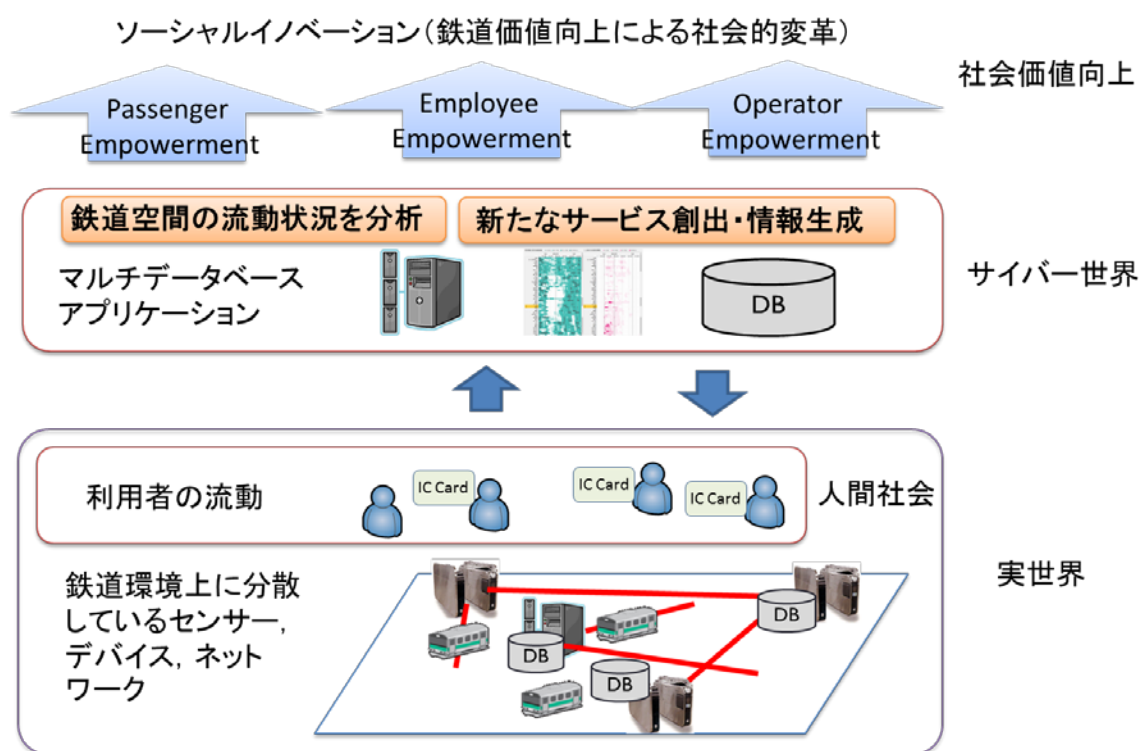 ソーシャルイノベーション(鉄道価値向上による社会的変革)
社会価値向上
Passenger
Empowerment
Employee
Empowerment
Operator
Empowerment
鉄道空間の流動状況を分析
新たなサービス創出・情報生成
マルチデータベース
アプリケーション
DB
サイバー世界
利用者の流動
IC Card
IC Card
IC Card
人間社会
実世界
鉄道環境上に分散
しているセンサー,
デバイス, ネット
ワーク
DB
DB
DB